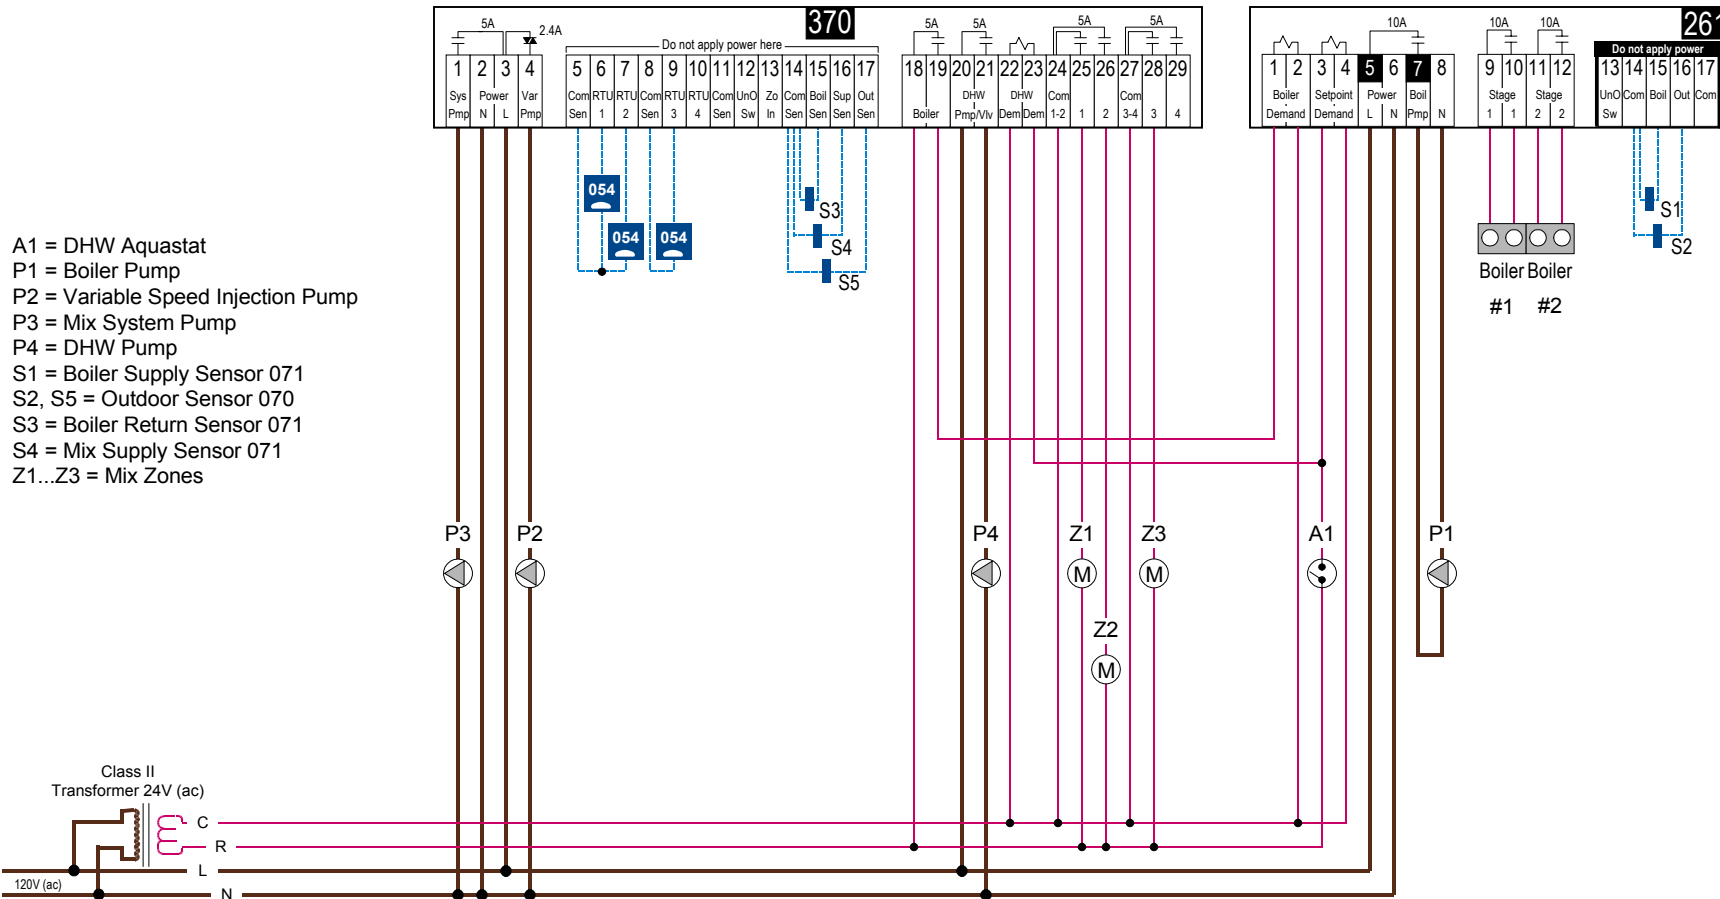 370
261
5A
2.4A
Do not apply power here
5A 5A 5A 5A
10A 10A 10A
Do not apply power
1 2 3 4 5 6 7 8 9 10 11 12 13 14 15 16 17 18 19 20 21 22 23 24 25 26 27 28 29
Sys Power Var Com RTU RTU Com RTU RTU Com UnO Zo Com Boil Sup Out DHW DHW Com Com
Pmp N L Pmp Sen 1 2 Sen 3 4 Sen Sw In Sen Sen Sen Sen Boiler Pmp/Vlv Dem Dem 1-2 1 2 3-4 3 4
1 2 3 4 5 6 7 8 9 10 11 12 13 14 15 16 17
Boiler Setpoint Power Boil Stage Stage UnO Com Boil Out Com
Demand Demand L N Pmp N 1 1 2 2 Sw
054
054 054
S3
S4
S5
S1
S2
Boiler Boiler
#1 #2
A1 = DHW Aquastat
P1 = Boiler Pump
P2 = Variable Speed Injection Pump
P3 = Mix System Pump
P4 = DHW Pump
S1 = Boiler Supply Sensor 071
S2, S5 = Outdoor Sensor 070
S3 = Boiler Return Sensor 071
S4 = Mix Supply Sensor 071
Z1...Z3 = Mix Zones
P3 P2 P4 Z1 Z3 A1 P1
M M
Z2
M
Class II
Transformer 24V (ac)
C
R
L
120V (ac)
N